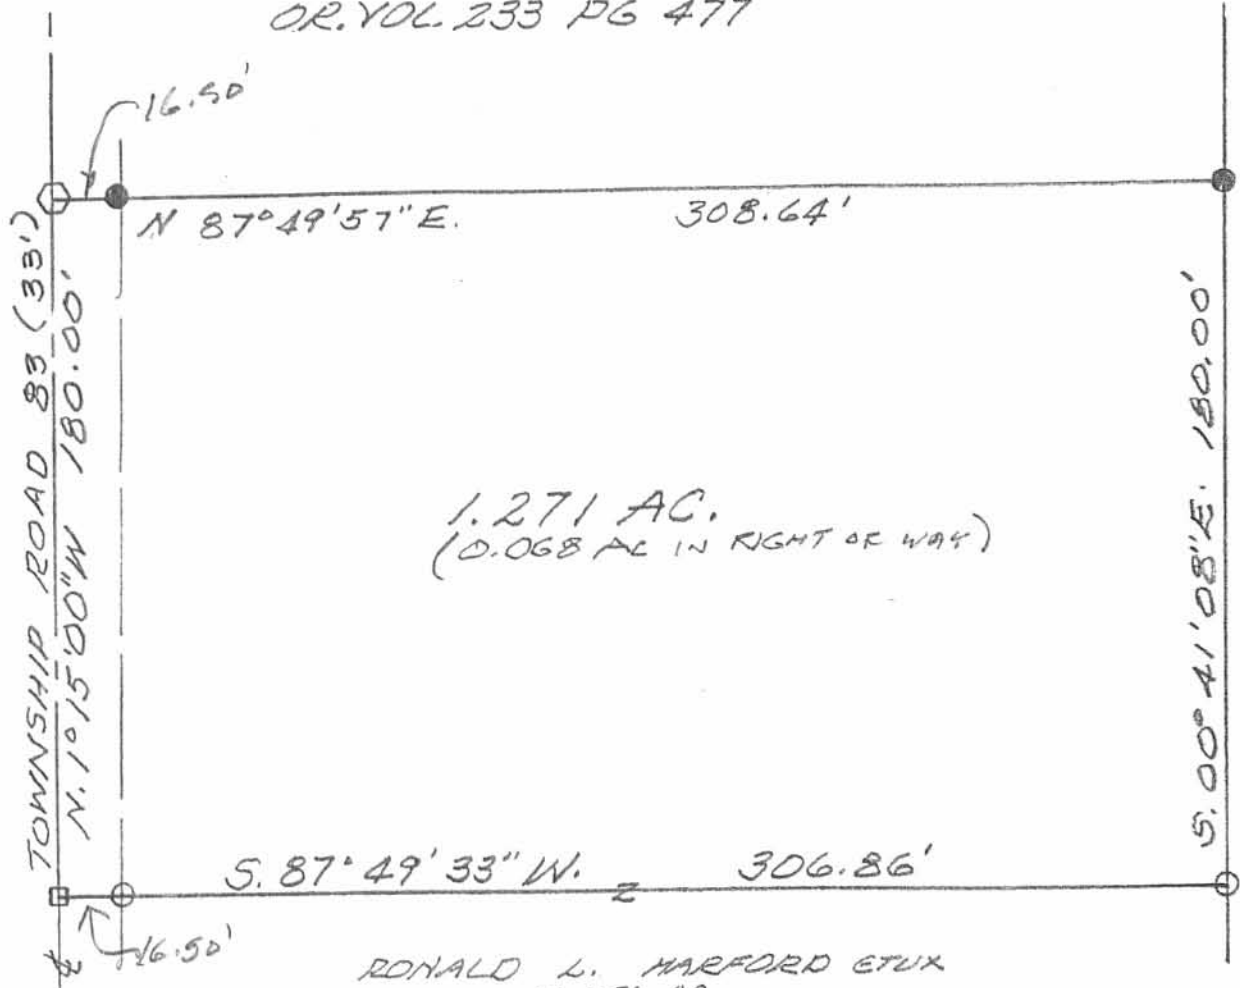 OR. VOL. 233 PG 477
16.50'
N 87°49'57" E. 308.64'
TOWNSHIP ROAD 83 (33')
N. 1°15'00"W 180.00'
S. 00° 41' 08"E. 180.00'
1.271 AC.
(0.068 AC IN RIGHT OF WAY)
S. 87° 49' 33" W. 306.86'
16.50'
RONALD L. HARFORD ETUX